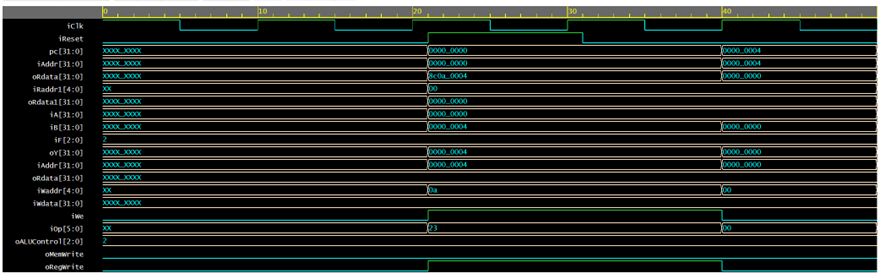 0 10 20 30 40
iClk
iReset
pc[31:0] XXXX_XXXX 0000_0000 0000_0004
iAddr[31:0] XXXX_XXXX 0000_0000 0000_0004
oRdata[31:0] XXXX_XXXX 8c0a_0004 0000_0000
iRaddr1[4:0] XX 00
oRdata1[31:0] XXXX_XXXX 0000_0000
iA[31:0] XXXX_XXXX 0000_0000
iB[31:0] XXXX_XXXX 0000_0004 0000_0000
iF[2:0] 2
oY[31:0] XXXX_XXXX 0000_0004 0000_0000
iAddr[31:0] XXXX_XXXX 0000_0004 0000_0000
oRdata[31:0] XXXX_XXXX
iWaddr[4:0] XX 0a 00
iWdata[31:0] XXXX_XXXX
iWe
iOp[5:0] XX 23 00
oALUControl[2:0] 2
oMemWrite
oRegWrite